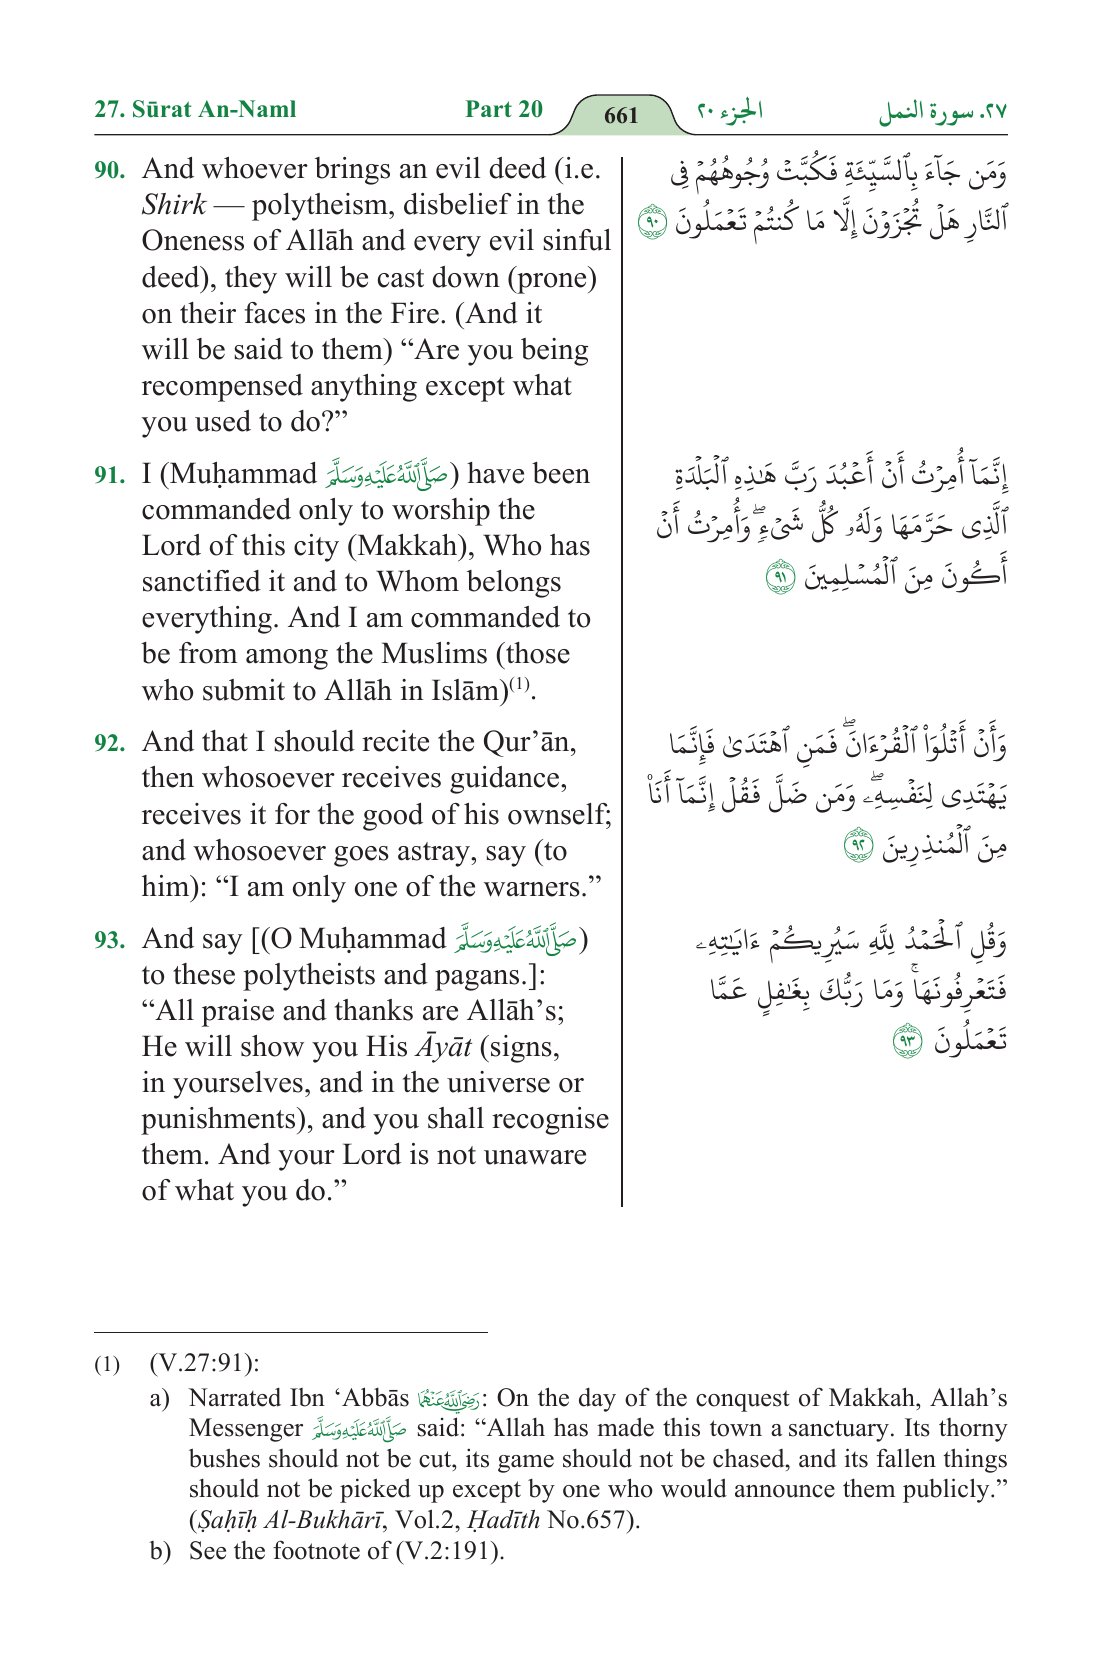 27. Sūrat An-Naml
Part 20
661
الجزء ٢٠
٢٧. سورة النمل
90. And whoever brings an evil deed (i.e.
Shirk — polytheism, disbelief in the
Oneness of Allāh and every evil sinful
deed), they will be cast down (prone)
on their faces in the Fire. (And it
will be said to them) “Are you being
recompensed anything except what
you used to do?”
وَمَن جَآءَ بِٱلسَّيِّئَةِ فَكُبَّتۡ وُجُوهُهُمۡ فِي
ٱلنَّارِ هَلۡ تُجۡزَوۡنَ إِلَّا مَا كُنتُمۡ تَعۡمَلُونَ ٩٠
91. I (Muḥammad صَلَّى ٱللَّهُ عَلَيْهِ وَسَلَّمَ) have been
commanded only to worship the
Lord of this city (Makkah), Who has
sanctified it and to Whom belongs
everything. And I am commanded to
be from among the Muslims (those
who submit to Allāh in Islām)(1).
إِنَّمَآ أُمِرۡتُ أَنۡ أَعۡبُدَ رَبَّ هَٰذِهِ ٱلۡبَلۡدَةِ
ٱلَّذِي حَرَّمَهَا وَلَهُۥ كُلُّ شَيۡءٖۖ وَأُمِرۡتُ أَنۡ
أَكُونَ مِنَ ٱلۡمُسۡلِمِينَ ٩١
92. And that I should recite the Qur’ān,
then whosoever receives guidance,
receives it for the good of his ownself;
and whosoever goes astray, say (to
him): “I am only one of the warners.”
وَأَنۡ أَتۡلُوَاْ ٱلۡقُرۡءَانَۖ فَمَنِ ٱهۡتَدَىٰ فَإِنَّمَا
يَهۡتَدِي لِنَفۡسِهِۦۖ وَمَن ضَلَّ فَقُلۡ إِنَّمَآ أَنَا۠
مِنَ ٱلۡمُنذِرِينَ ٩٢
93. And say [(O Muḥammad صَلَّى ٱللَّهُ عَلَيْهِ وَسَلَّمَ)
to these polytheists and pagans.]:
“All praise and thanks are Allāh’s;
He will show you His Āyāt (signs,
in yourselves, and in the universe or
punishments), and you shall recognise
them. And your Lord is not unaware
of what you do.”
وَقُلِ ٱلۡحَمۡدُ لِلَّهِ سَيُرِيكُمۡ ءَايَٰتِهِۦ
فَتَعۡرِفُونَهَاۚ وَمَا رَبُّكَ بِغَٰفِلٍ عَمَّا
تَعۡمَلُونَ ٩٣
(1) (V.27:91):
a) Narrated Ibn ‘Abbās رَضِيَ ٱللَّهُ عَنْهُمَا: On the day of the conquest of Makkah, Allah’s
Messenger صَلَّى ٱللَّهُ عَلَيْهِ وَسَلَّمَ said: “Allah has made this town a sanctuary. Its thorny
bushes should not be cut, its game should not be chased, and its fallen things
should not be picked up except by one who would announce them publicly.”
(Ṣaḥīḥ Al-Bukhārī, Vol.2, Ḥadīth No.657).
b) See the footnote of (V.2:191).